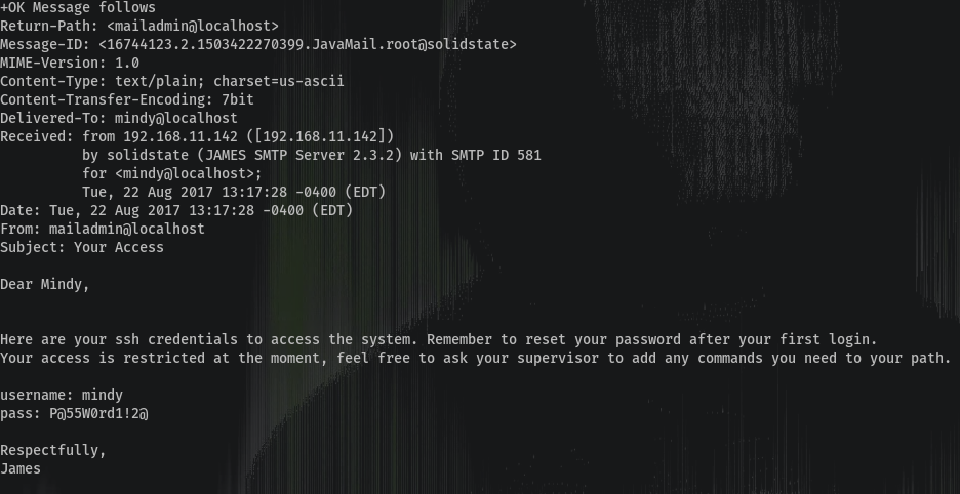 +OK Message follows
Return-Path: <mailadmin@localhost>
Message-ID: <16744123.2.1503422270399.JavaMail.root@solidstate>
MIME-Version: 1.0
Content-Type: text/plain; charset=us-ascii
Content-Transfer-Encoding: 7bit
Delivered-To: mindy@localhost
Received: from 192.168.11.142 ([192.168.11.142])
          by solidstate (JAMES SMTP Server 2.3.2) with SMTP ID 581
          for <mindy@localhost>;
          Tue, 22 Aug 2017 13:17:28 -0400 (EDT)
Date: Tue, 22 Aug 2017 13:17:28 -0400 (EDT)
From: mailadmin@localhost
Subject: Your Access

Dear Mindy,


Here are your ssh credentials to access the system. Remember to reset your password after your first login.
Your access is restricted at the moment, feel free to ask your supervisor to add any commands you need to your path.

username: mindy
pass: P@55W0rd1!2@

Respectfully,
James